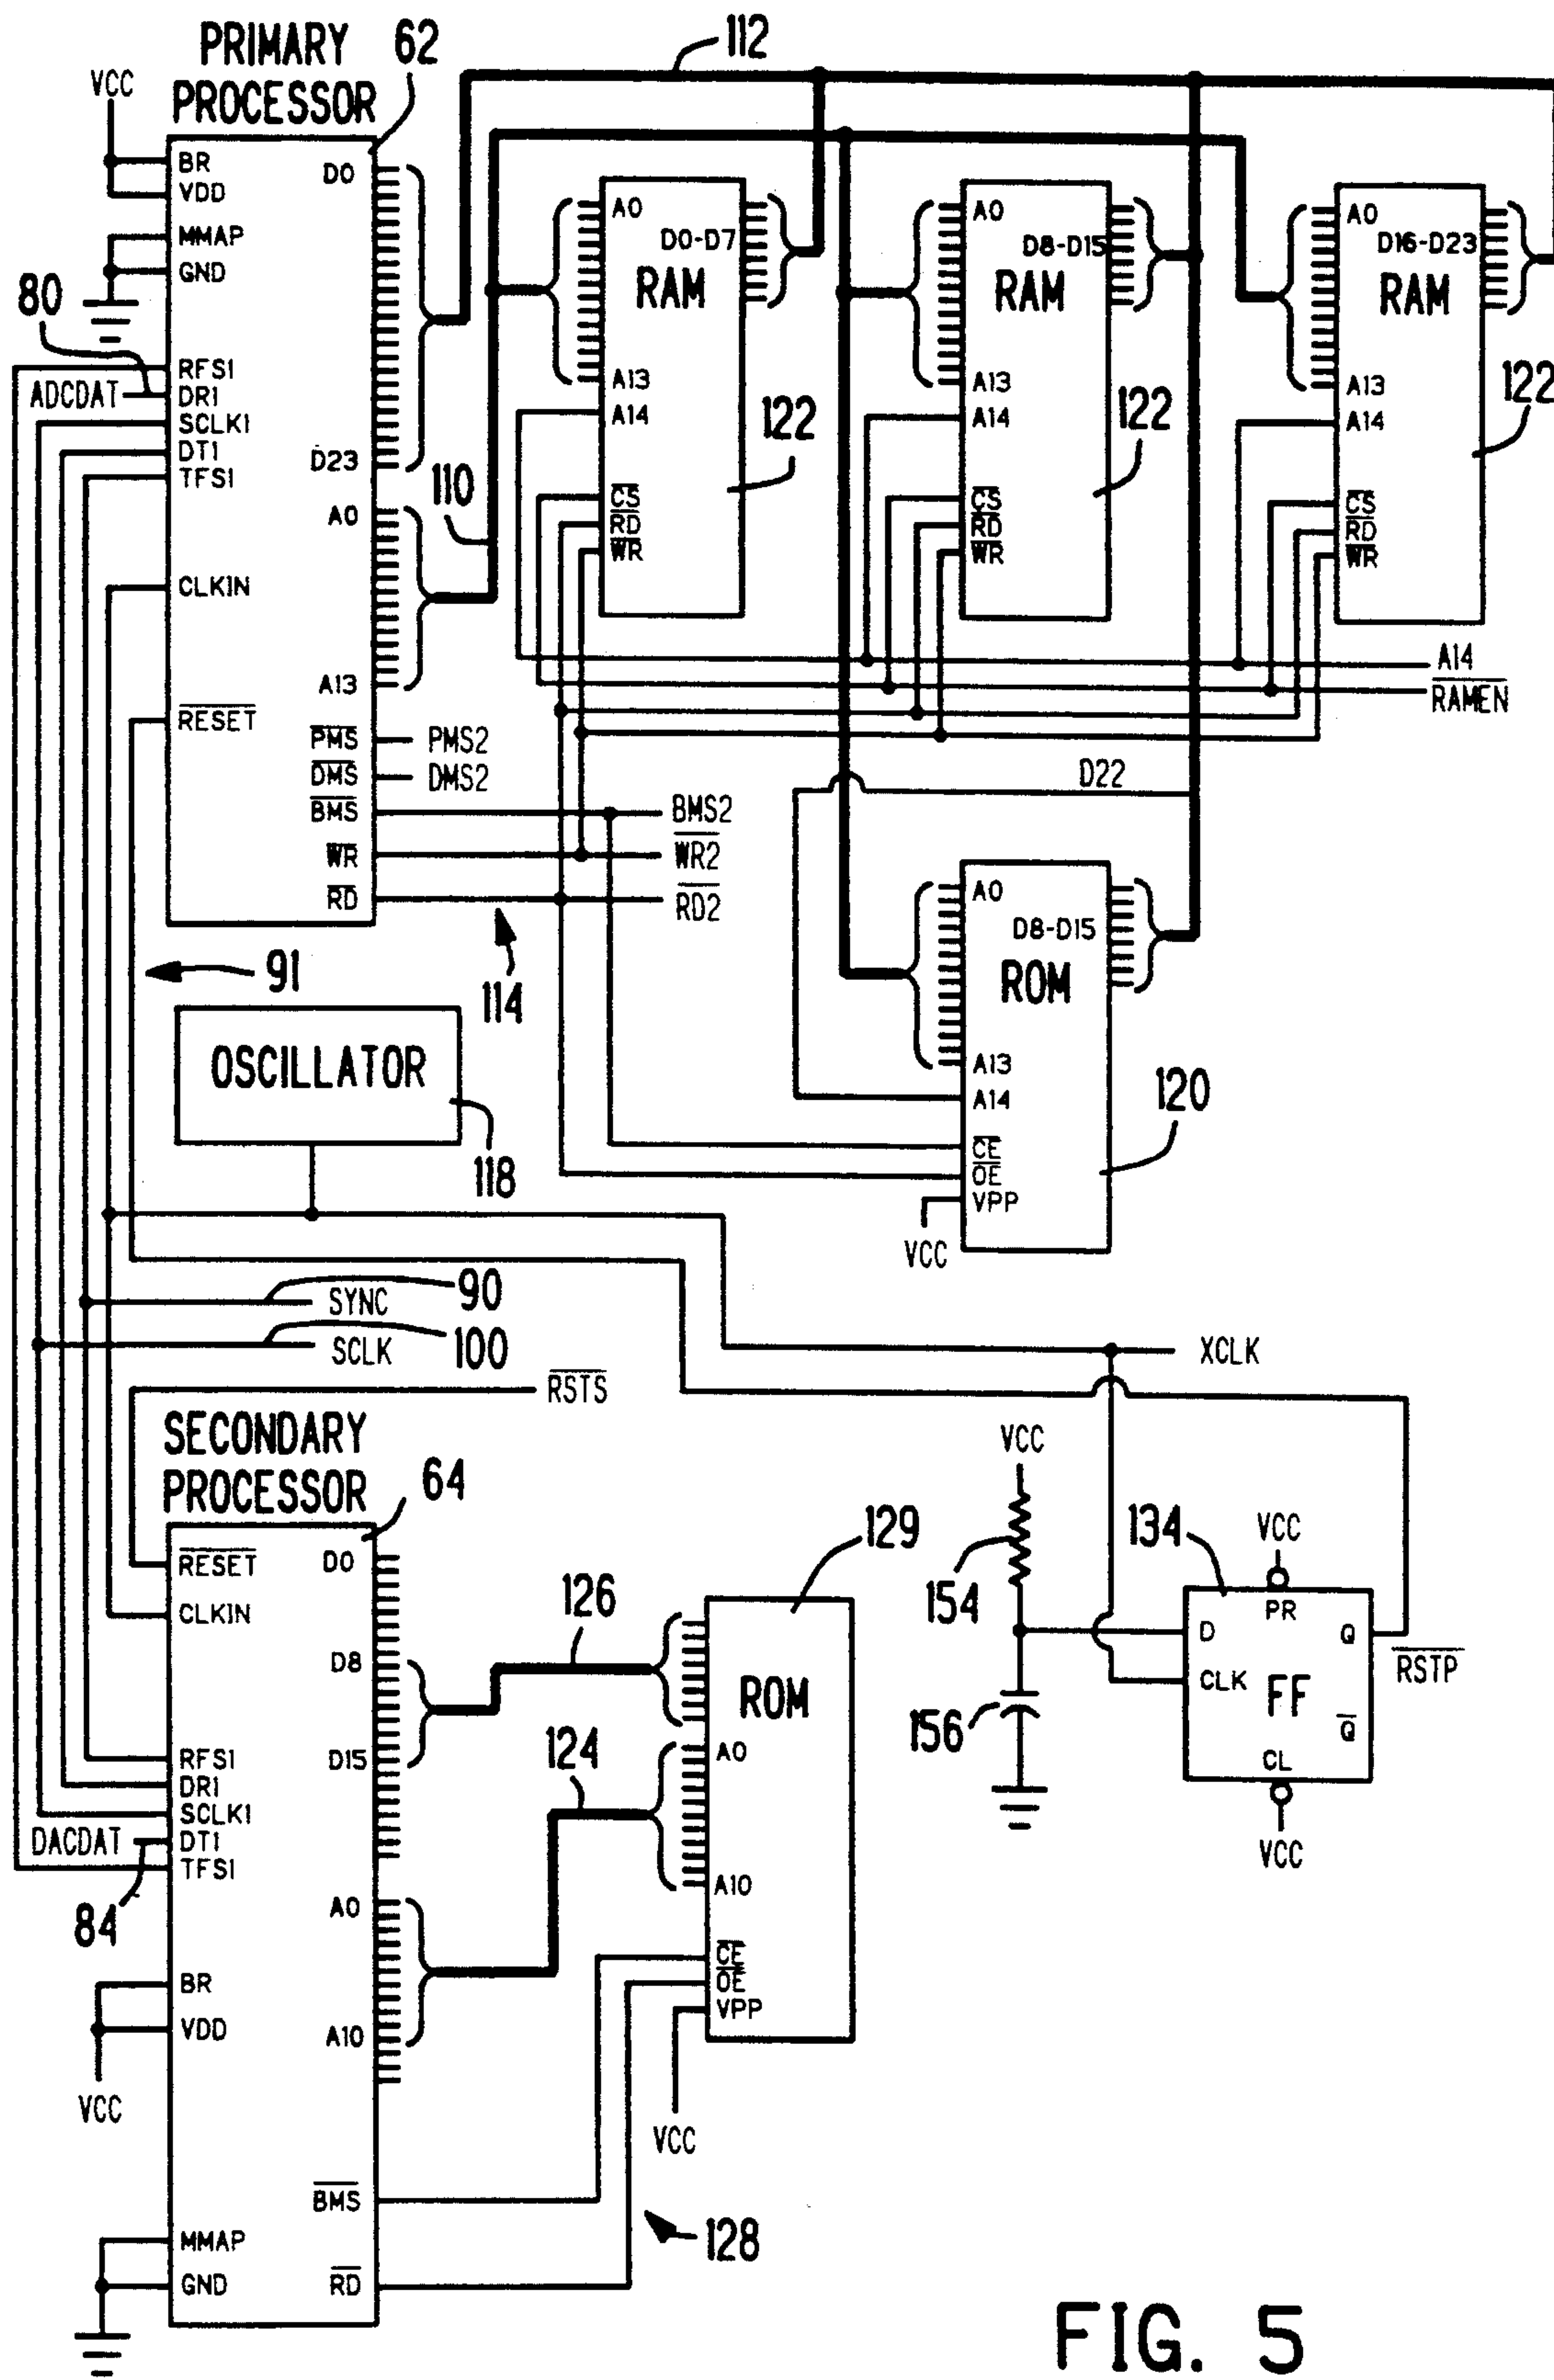 PRIMARY
PROCESSOR
62
112
VCC
BR
VDD
MMAP
GND
80
RFS1
ADCDAT
DR1
SCLK1
DT1
TFS1
CLKIN
RESET
D0
D23
A0
A13
PMS
PMS2
DMS
DMS2
BMS
BMS2
WR
WR2
RD
RD2
110
114
91
A0
D0-D7
RAM
A13
A14
CS
RD
WR
122
A0
D8-D15
RAM
A13
A14
CS
RD
WR
122
A0
D16-D23
RAM
A13
A14
CS
RD
WR
122
A14
RAMEN
D22
A0
D8-D15
ROM
A13
A14
CE
OE
VPP
VCC
120
OSCILLATOR
118
SYNC
90
SCLK
100
XCLK
RSTS
SECONDARY
PROCESSOR
64
RESET
CLKIN
RFS1
DR1
SCLK1
DACDAT
DT1
TFS1
84
BR
VDD
VCC
MMAP
GND
D0
D8
D15
A0
A10
BMS
RD
126
124
129
ROM
A0
A10
CE
OE
VPP
VCC
128
VCC
154
156
134
VCC
PR
D
Q
CLK
FF
Q
CL
VCC
RSTP
FIG. 5